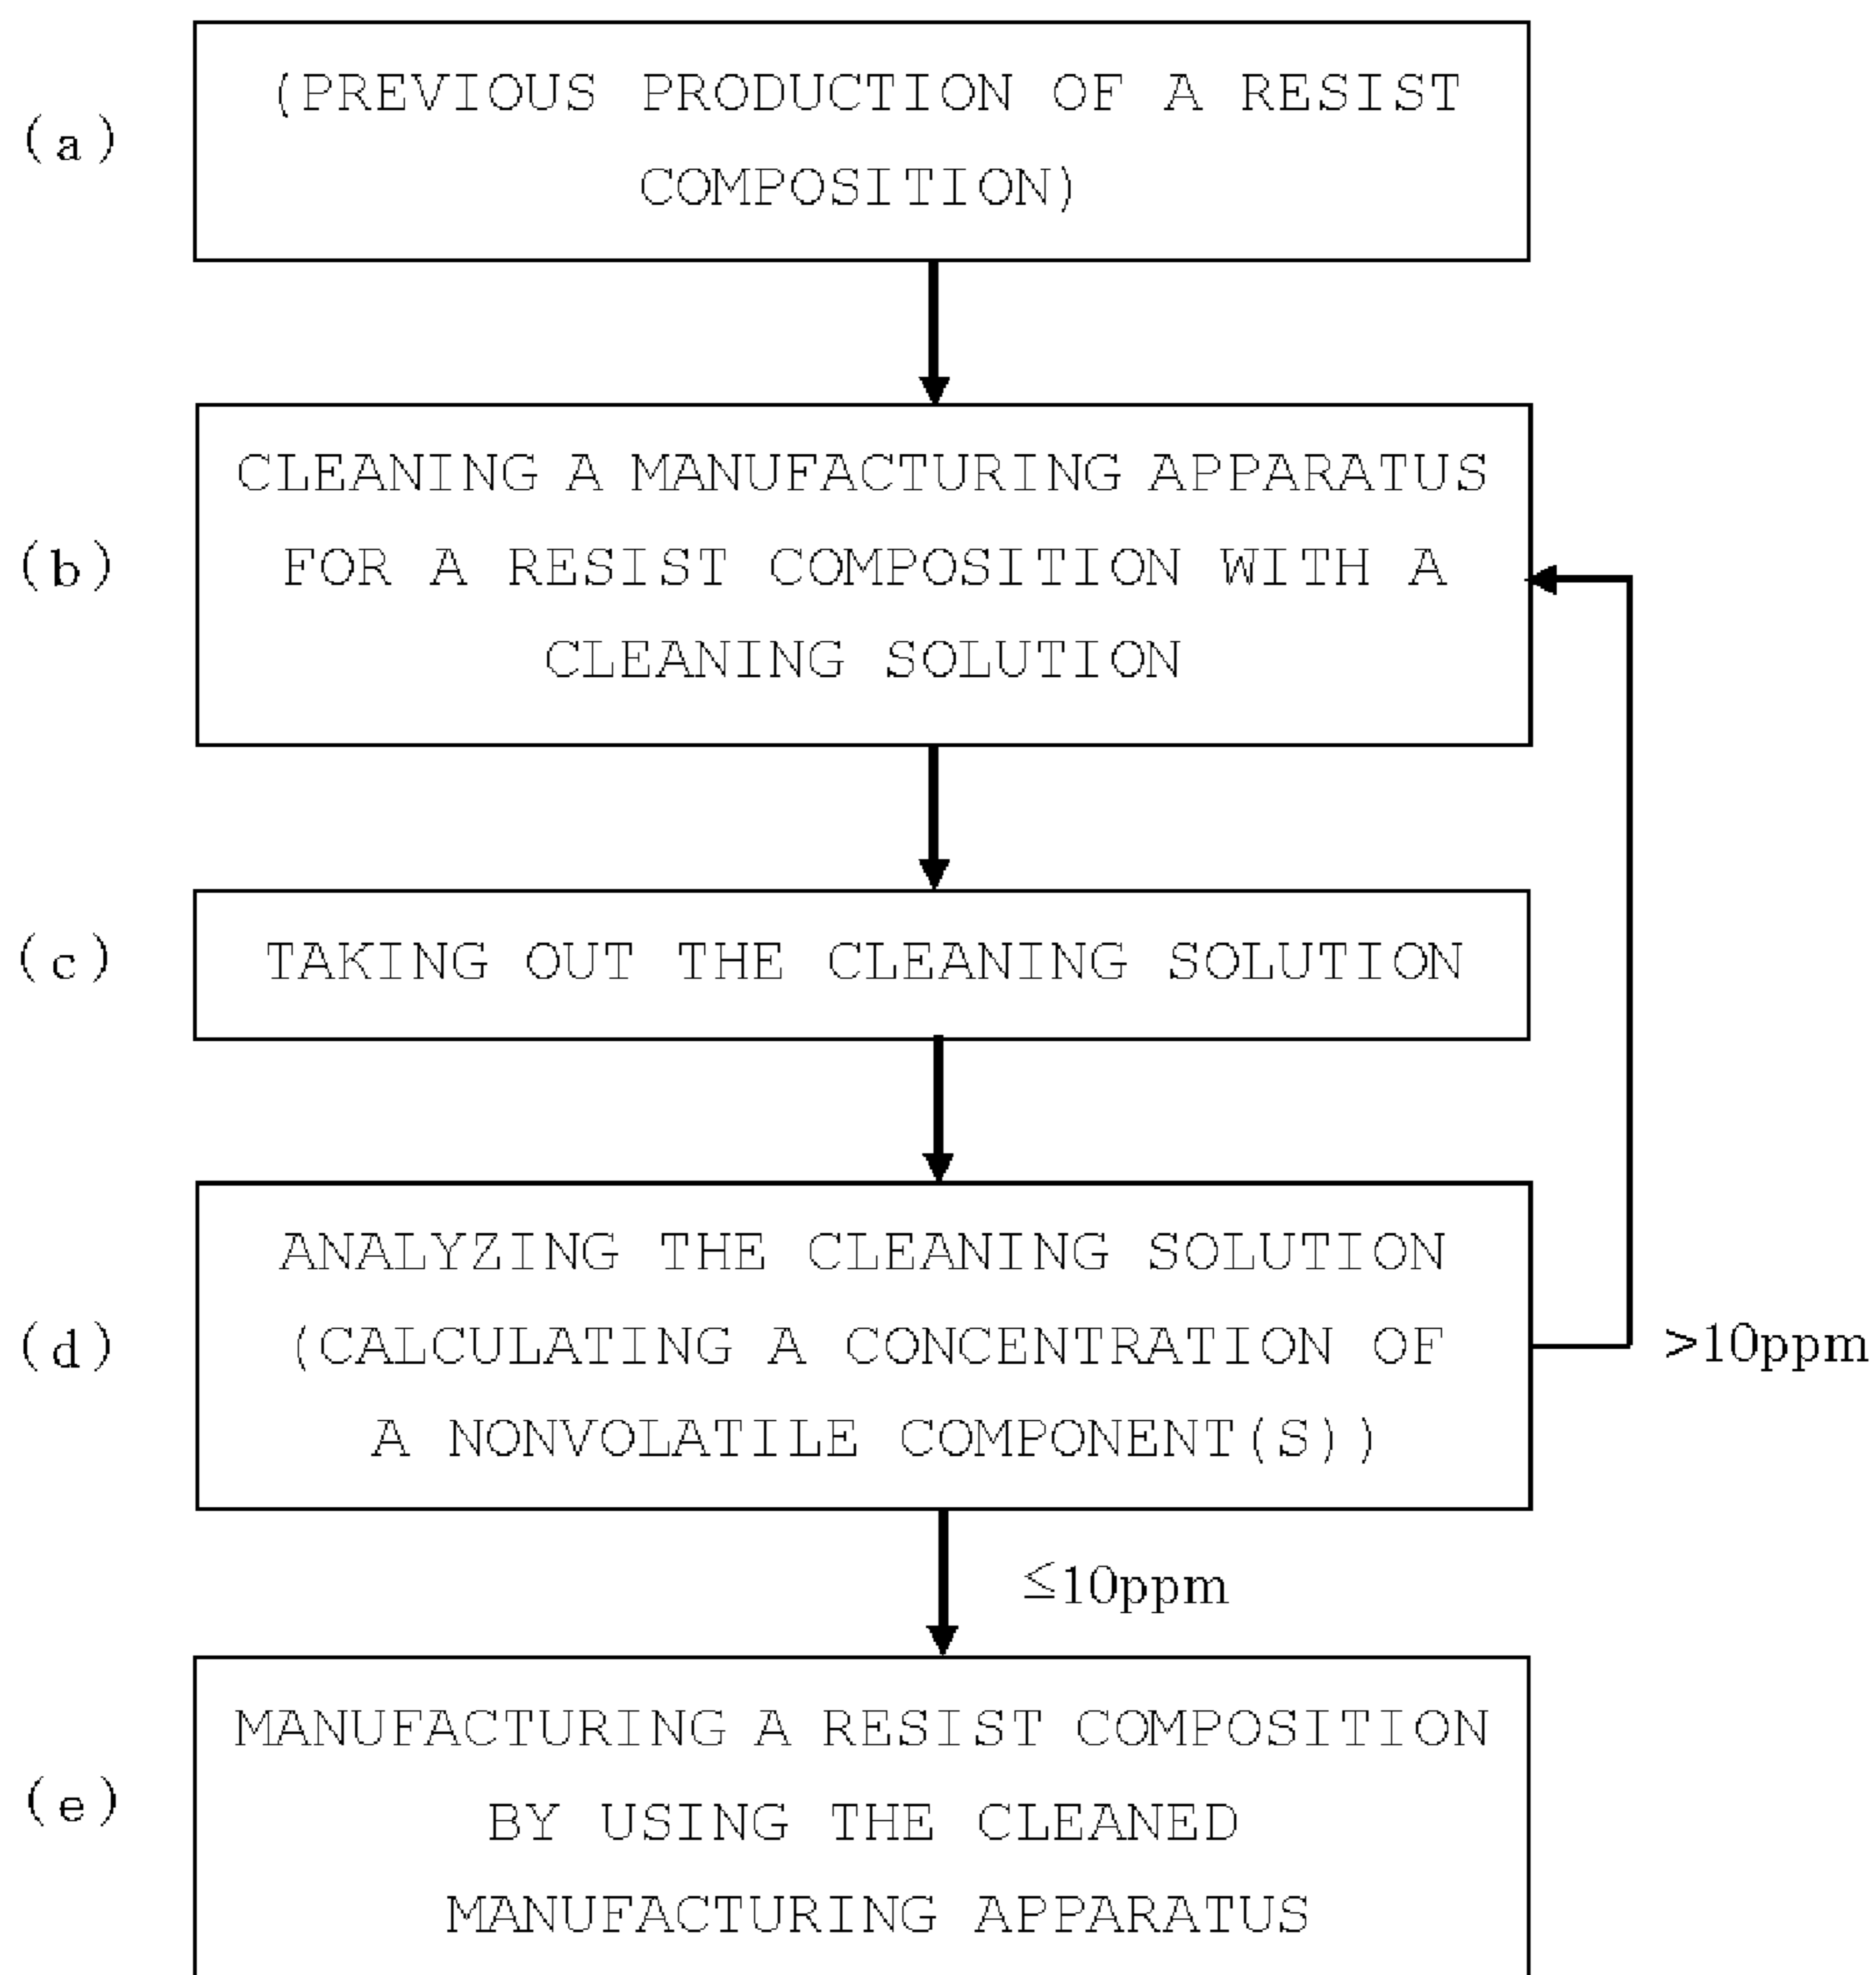 (a)
(PREVIOUS PRODUCTION OF A RESIST
COMPOSITION)
(b)
CLEANING A MANUFACTURING APPARATUS
FOR A RESIST COMPOSITION WITH A
CLEANING SOLUTION
(c)
TAKING OUT THE CLEANING SOLUTION
(d)
ANALYZING THE CLEANING SOLUTION
(CALCULATING A CONCENTRATION OF
A NONVOLATILE COMPONENT(S))
>10ppm
≤10ppm
(e)
MANUFACTURING A RESIST COMPOSITION
BY USING THE CLEANED
MANUFACTURING APPARATUS